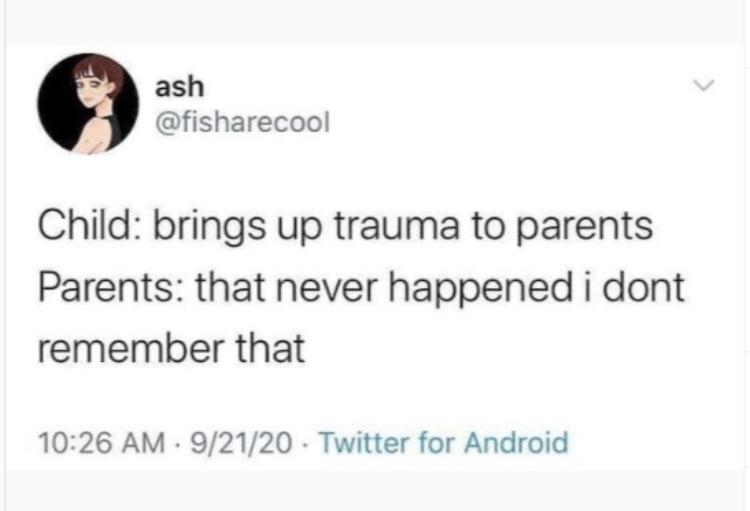 ash
@fisharecool
Child: brings up trauma to parents
Parents: that never happened i dont
remember that
10:26 AM · 9/21/20 · Twitter for Android